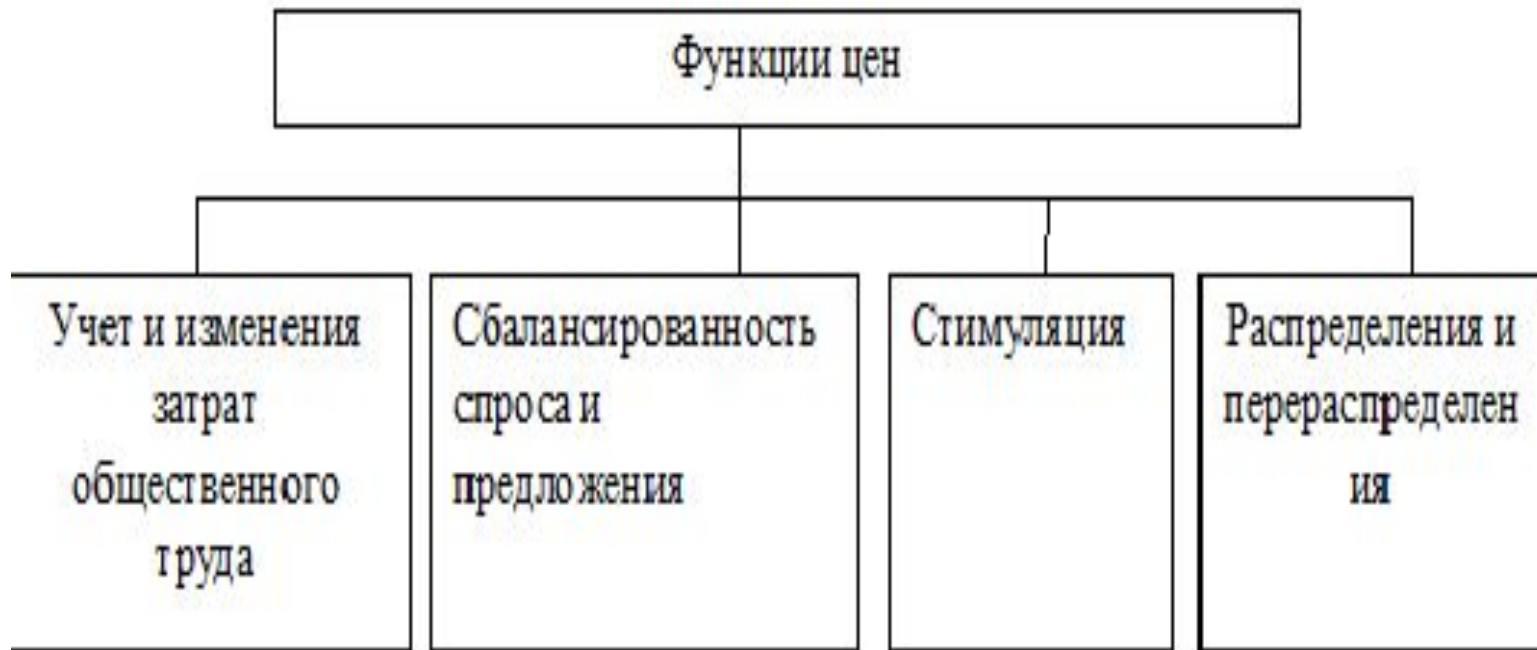 Функции цен
Учет и изменения
затрат
общественного
труда
Сбалансированность
спроса и
предложения
Стимуляция
Распределения и
перераспределен
ия